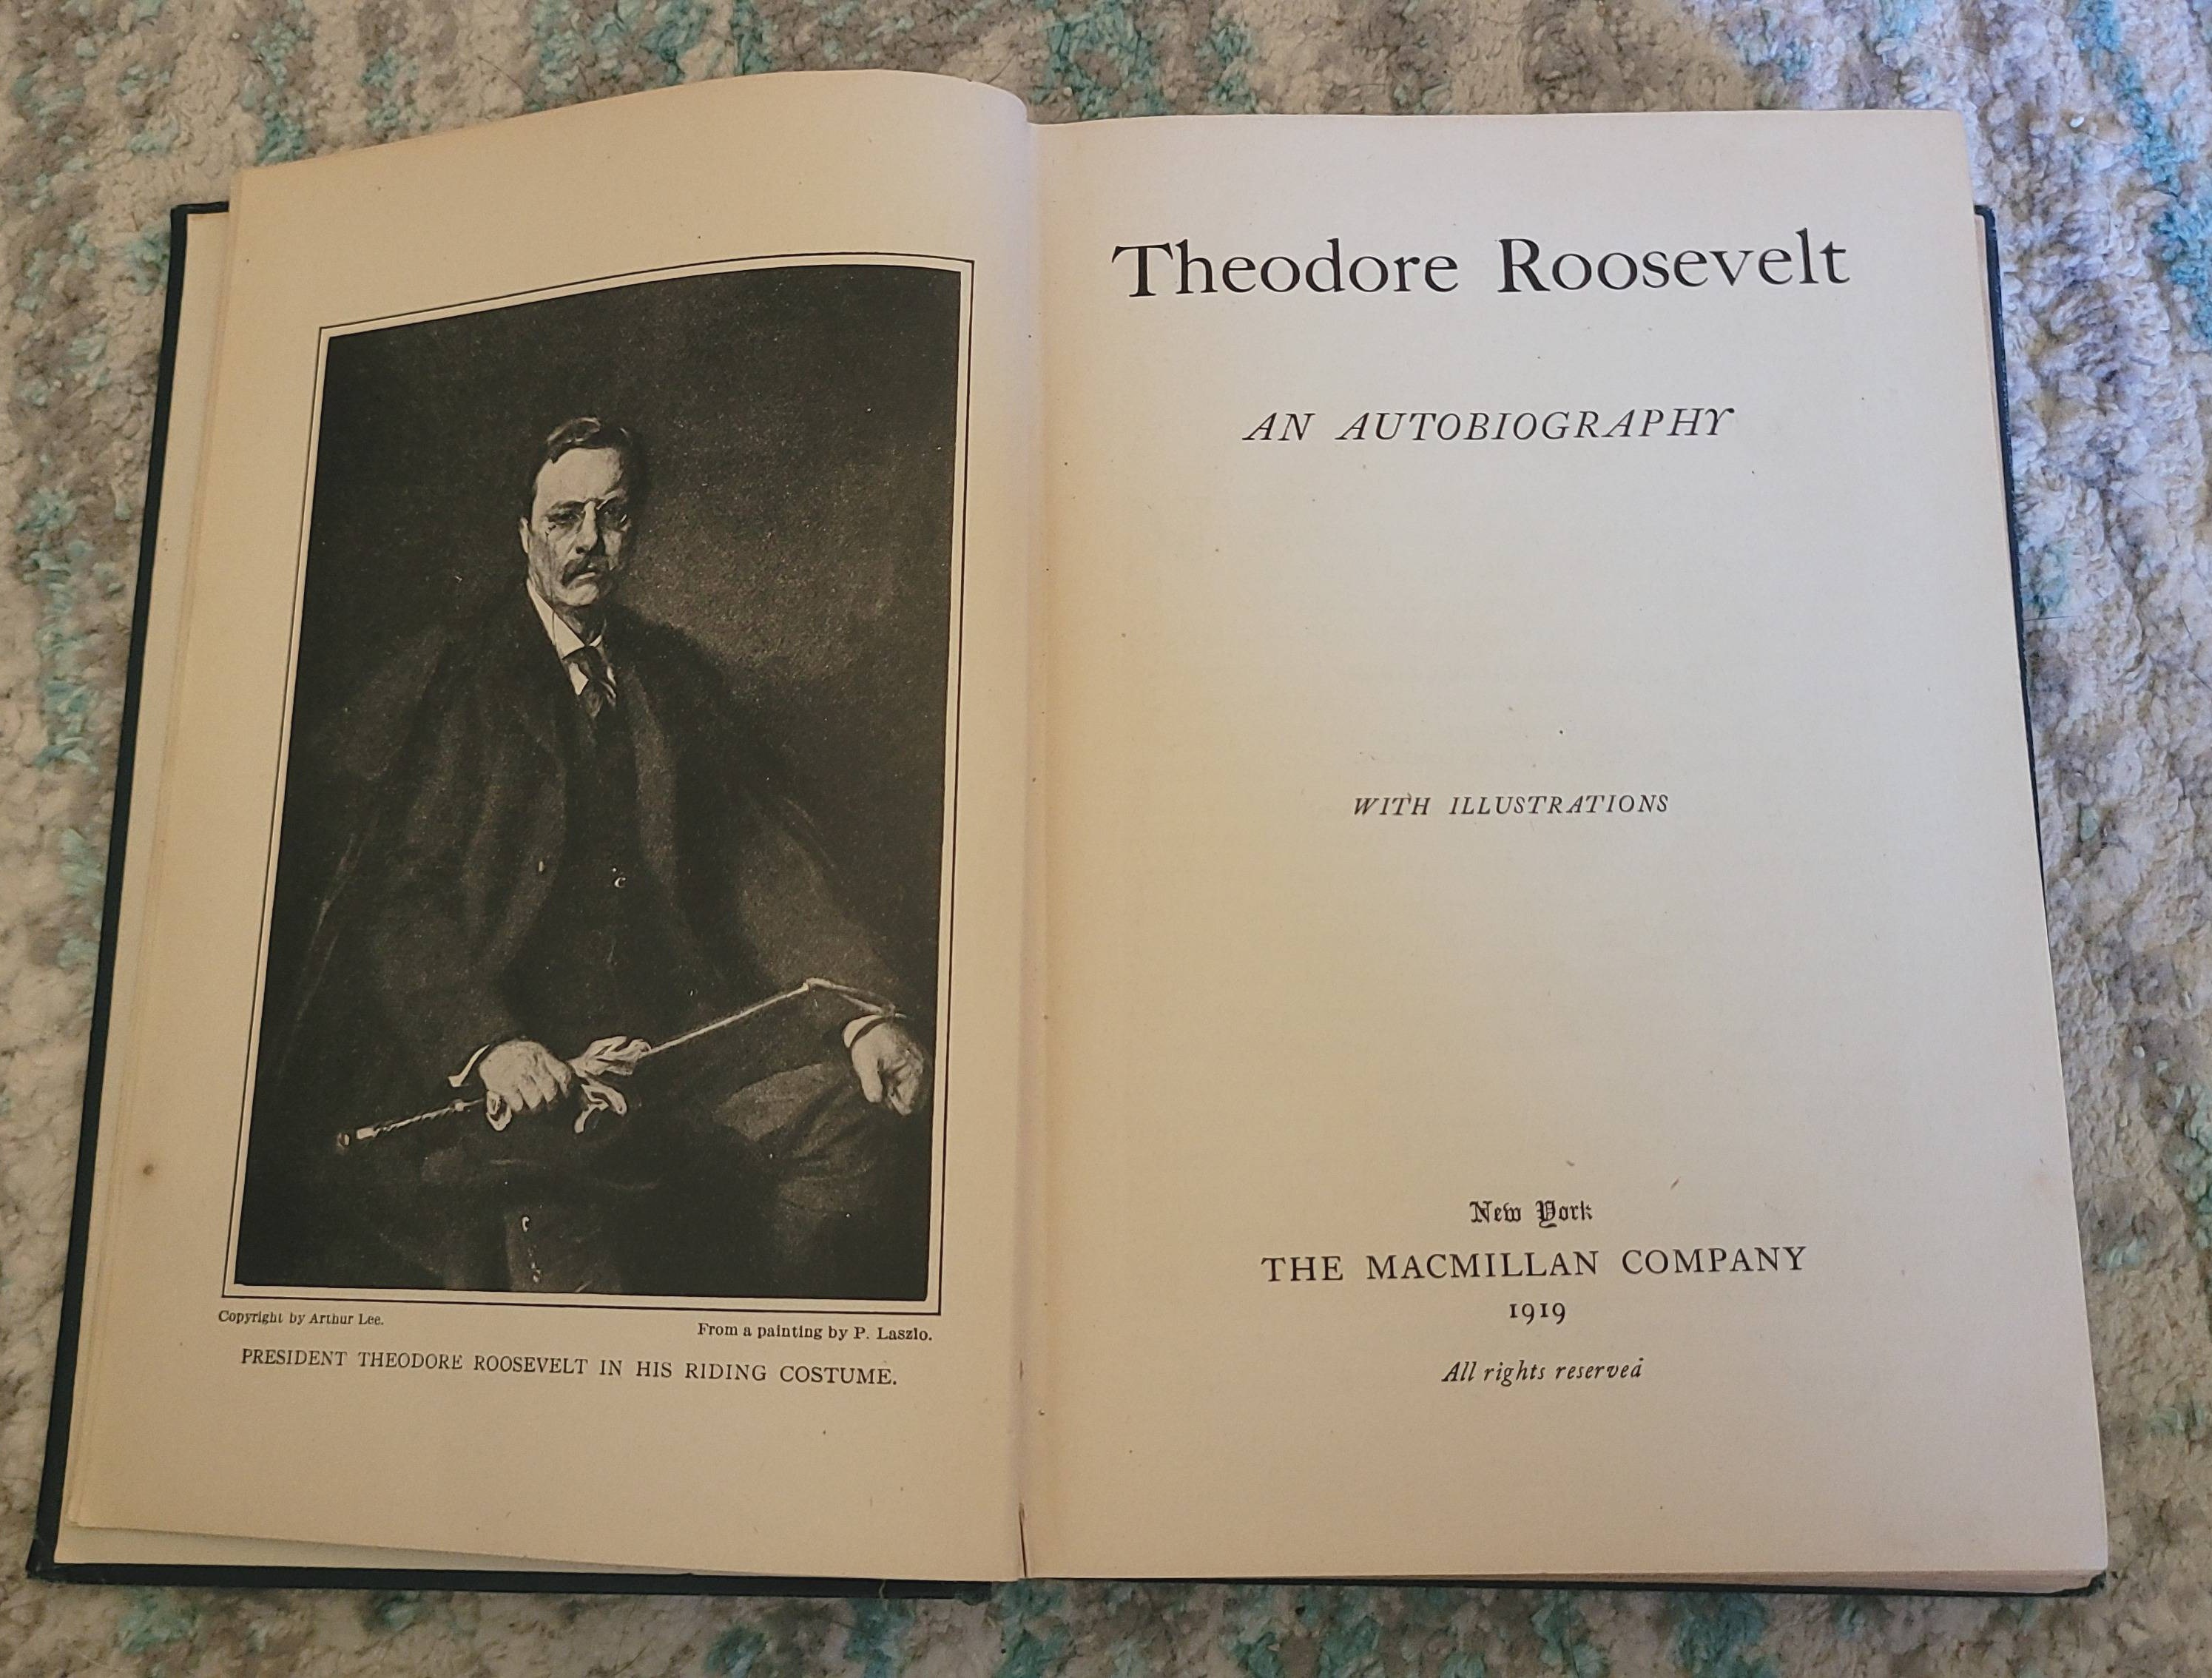 Copyright by Arthur Lee.
From a painting by P. Laszlo.
PRESIDENT THEODORE ROOSEVELT IN HIS RIDING COSTUME.
Theodore Roosevelt
AN AUTOBIOGRAPHY
WITH ILLUSTRATIONS
New York
THE MACMILLAN COMPANY
1919
All rights reserved